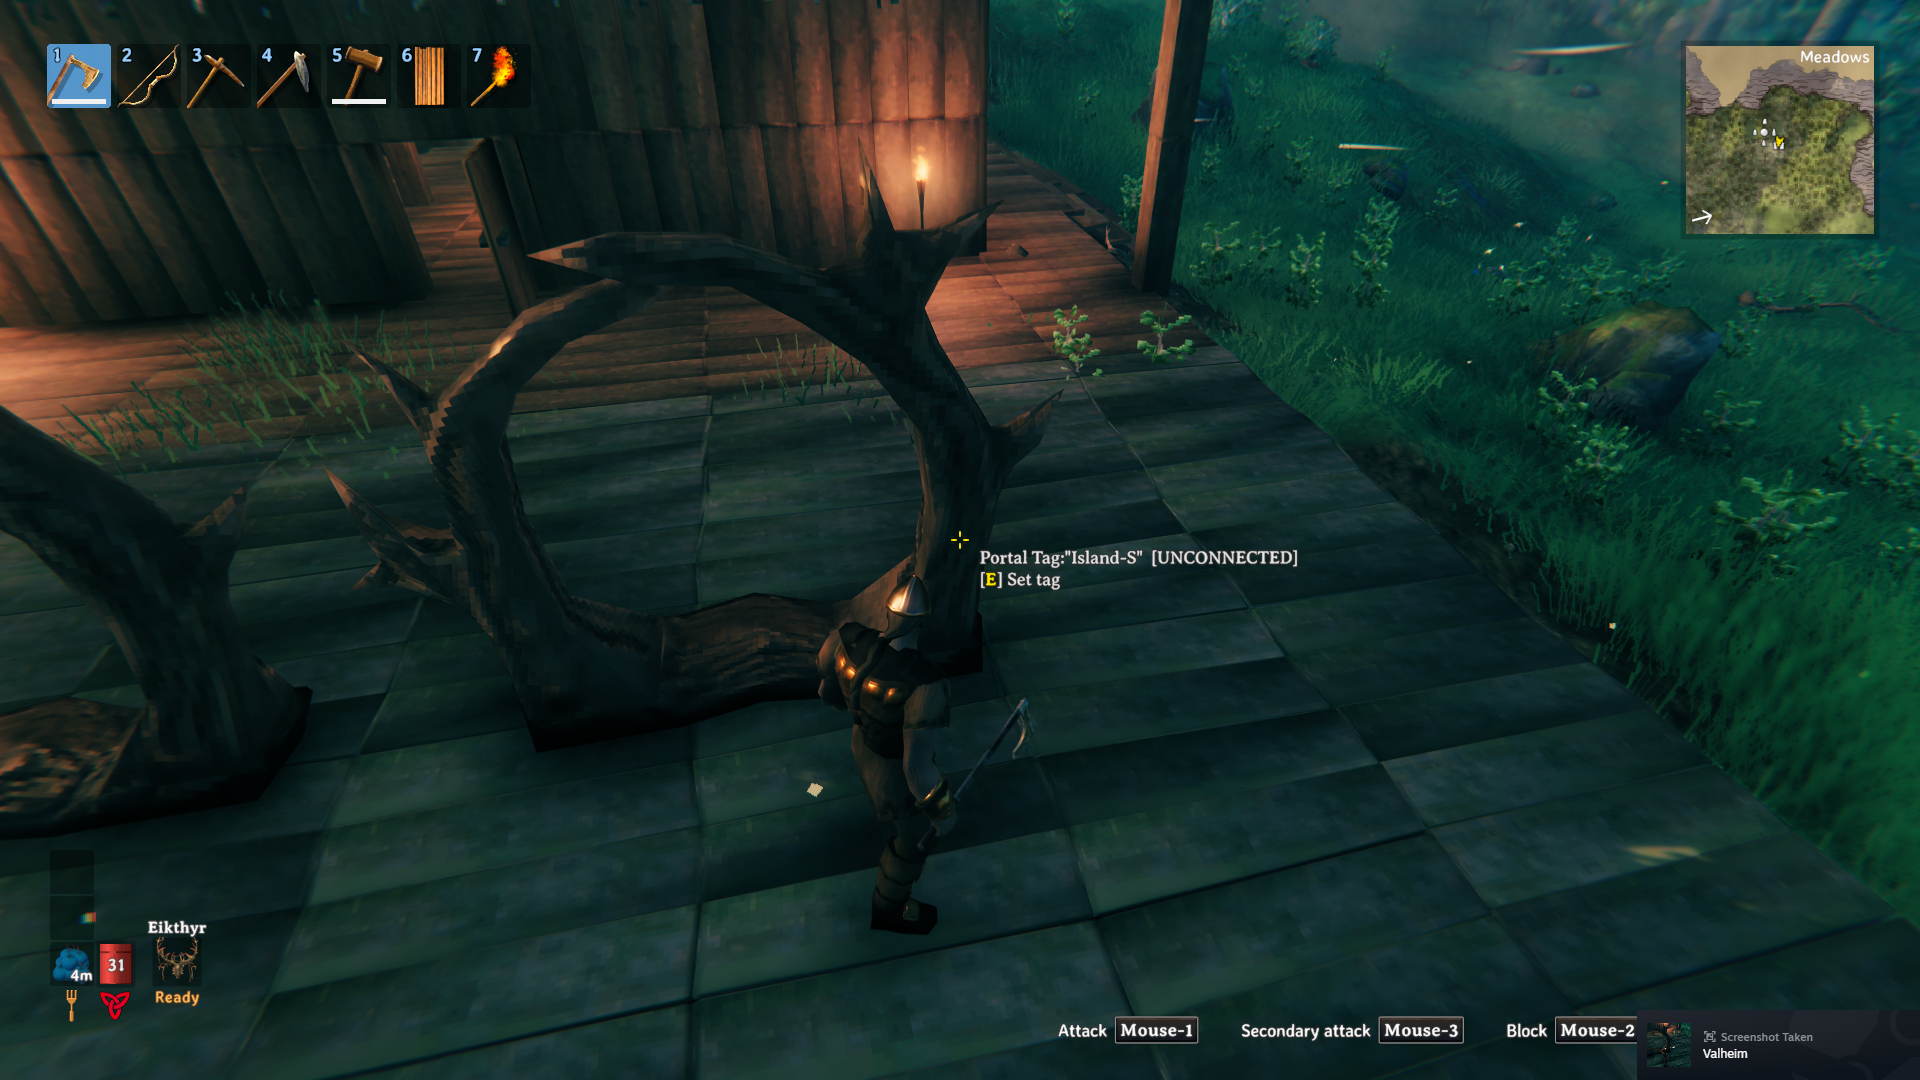 1 2 3 4 5 6 7
Meadows
Portal Tag:"Island-S" [UNCONNECTED]
[E] Set tag
Eikthyr
4m 31
Ready
Attack Mouse-1 Secondary attack Mouse-3 Block Mouse-2
Screenshot Taken
Valheim